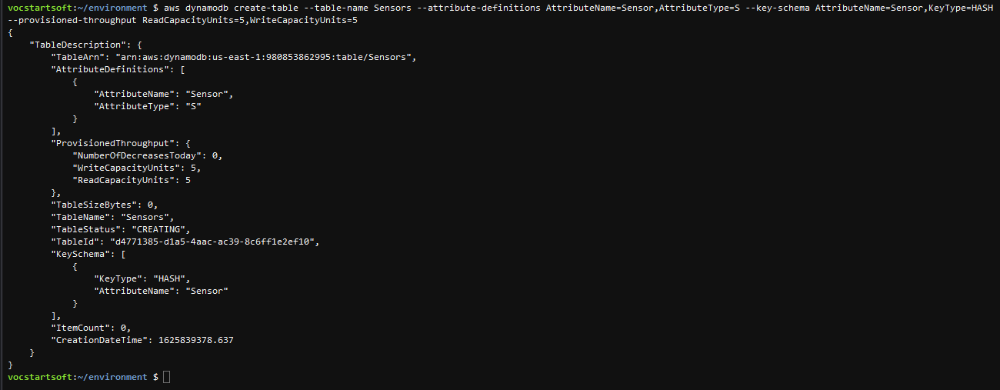 vocstartsoft:~/environment $ aws dynamodb create-table --table-name Sensors --attribute-definitions AttributeName=Sensor,AttributeType=S --key-schema AttributeName=Sensor,KeyType=HASH
--provisioned-throughput ReadCapacityUnits=5,WriteCapacityUnits=5
{
    "TableDescription": {
        "TableArn": "arn:aws:dynamodb:us-east-1:980853862995:table/Sensors",
        "AttributeDefinitions": [
            {
                "AttributeName": "Sensor",
                "AttributeType": "S"
            }
        ],
        "ProvisionedThroughput": {
            "NumberOfDecreasesToday": 0,
            "WriteCapacityUnits": 5,
            "ReadCapacityUnits": 5
        },
        "TableSizeBytes": 0,
        "TableName": "Sensors",
        "TableStatus": "CREATING",
        "TableId": "d4771385-d1a5-4aac-ac39-8c6ff1e2ef10",
        "KeySchema": [
            {
                "KeyType": "HASH",
                "AttributeName": "Sensor"
            }
        ],
        "ItemCount": 0,
        "CreationDateTime": 1625839378.637
    }
}
vocstartsoft:~/environment $